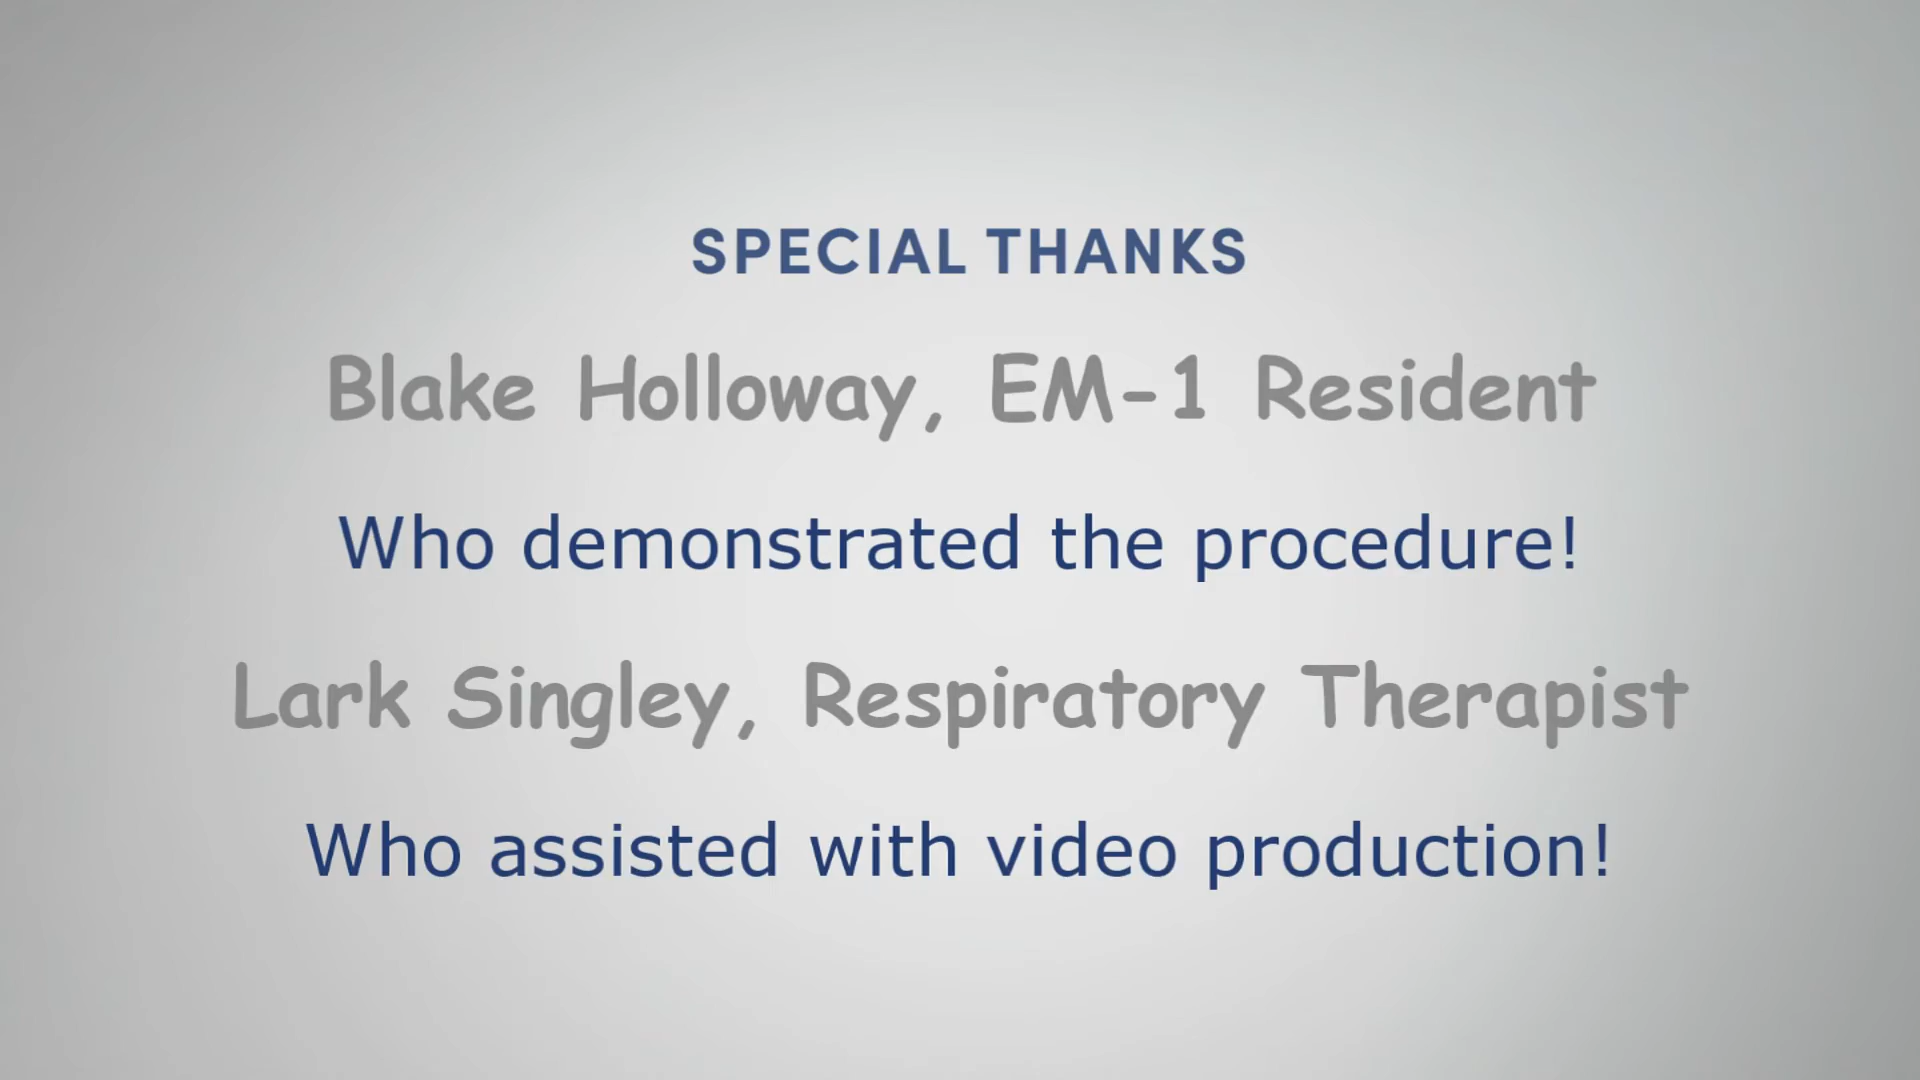 SPECIAL THANKS
Blake Holloway, EM-1 Resident
Who demonstrated the procedure!
Lark Singley, Respiratory Therapist
Who assisted with video production!